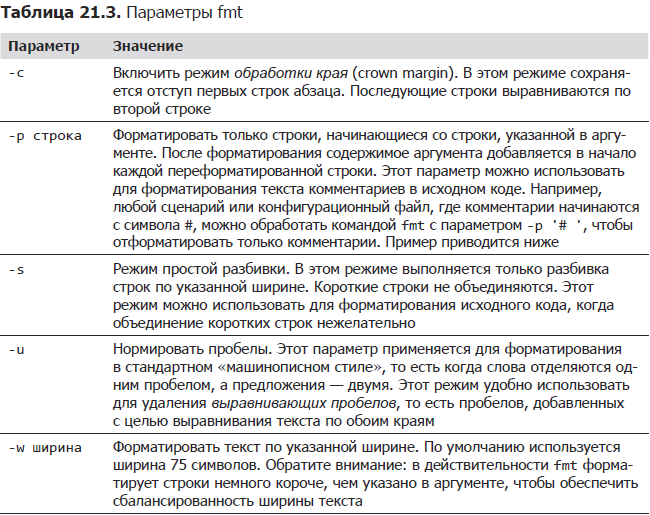 Таблица 21.3. Параметры fmt
Параметр Значение
-c Включить режим обработки края (crown margin). В этом режиме сохраня-
ется отступ первых строк абзаца. Последующие строки выравниваются по
второй строке
-p строка Форматировать только строки, начинающиеся со строки, указанной в аргу-
менте. После форматирования содержимое аргумента добавляется в начало
каждой переформатированной строки. Этот параметр можно использовать
для форматирования текста комментариев в исходном коде. Например,
любой сценарий или конфигурационный файл, где комментарии начинаются
с символа #, можно обработать командой fmt с параметром -p '# ', чтобы
отформатировать только комментарии. Пример приводится ниже
-s Режим простой разбивки. В этом режиме выполняется только разбивка
строк по указанной ширине. Короткие строки не объединяются. Этот
режим можно использовать для форматирования исходного кода, когда
объединение коротких строк нежелательно
-u Нормировать пробелы. Этот параметр применяется для форматирования
в стандартном «машинописном стиле», то есть когда слова отделяются од-
ним пробелом, а предложения — двумя. Этот режим удобно использовать
для удаления выравнивающих пробелов, то есть пробелов, добавленных
с целью выравнивания текста по обоим краям
-w ширина Форматировать текст по указанной ширине. По умолчанию используется
ширина 75 символов. Обратите внимание: в действительности fmt форма-
тирует строки немного короче, чем указано в аргументе, чтобы обеспечить
сбалансированность ширины текста